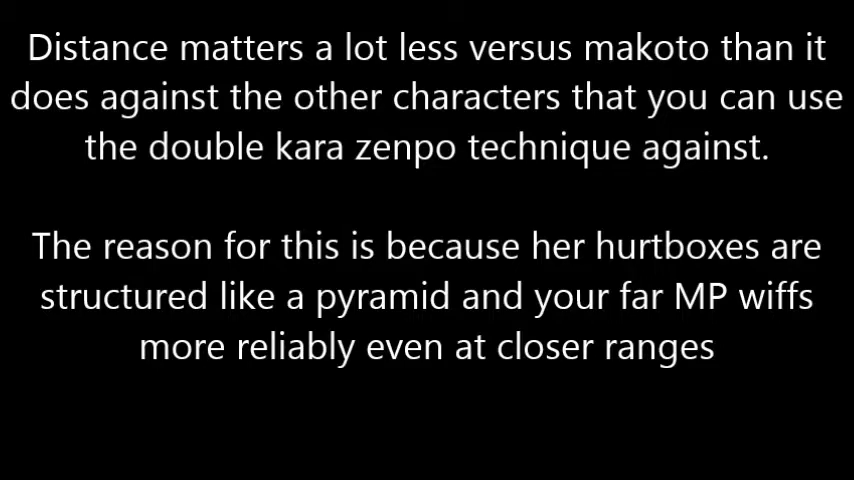 Distance matters a lot less versus makoto than it
does against the other characters that you can use
the double kara zenpo technique against.
The reason for this is because her hurtboxes are
structured like a pyramid and your far MP wiffs
more reliably even at closer ranges